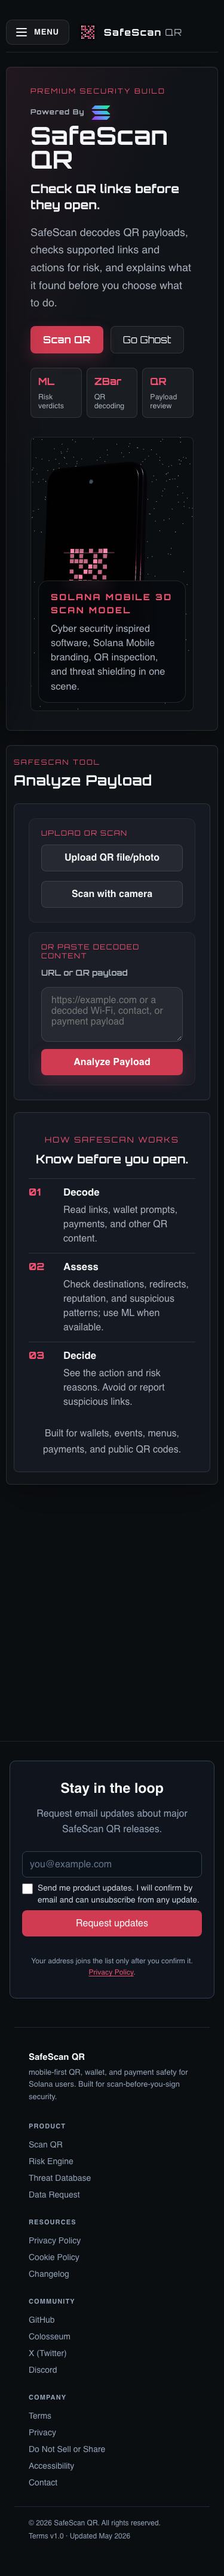 MENU
SafeScan QR
PREMIUM SECURITY BUILD
Powered By
SafeScan
QR
Check QR links before
they open.
SafeScan decodes QR payloads,
checks supported links and
actions for risk, and explains what
it found before you choose what
to do.
Scan QR
Go Ghost
ML
Risk
verdicts
ZBar
QR
decoding
QR
Payload
review
SOLANA MOBILE 3D
SCAN MODEL
Cyber security inspired
software, Solana Mobile
branding, QR inspection,
and threat shielding in one
scene.
SAFESCAN TOOL
Analyze Payload
UPLOAD OR SCAN
Upload QR file/photo
Scan with camera
OR PASTE DECODED
CONTENT
URL or QR payload
https://example.com or a
decoded Wi-Fi, contact, or
payment payload
Analyze Payload
HOW SAFESCAN WORKS
Know before you open.
01
Decode
Read links, wallet prompts,
payments, and other QR
content.
02
Assess
Check destinations, redirects,
reputation, and suspicious
patterns; use ML when
available.
03
Decide
See the action and risk
reasons. Avoid or report
suspicious links.
Built for wallets, events, menus,
payments, and public QR codes.
Stay in the loop
Request email updates about major
SafeScan QR releases.
you@example.com
Send me product updates. I will confirm by
email and can unsubscribe from any update.
Request updates
Your address joins the list only after you confirm it.
Privacy Policy.
SafeScan QR
mobile-first QR, wallet, and payment safety for
Solana users. Built for scan-before-you-sign
security.
PRODUCT
Scan QR
Risk Engine
Threat Database
Data Request
RESOURCES
Privacy Policy
Cookie Policy
Changelog
COMMUNITY
GitHub
Colosseum
X (Twitter)
Discord
COMPANY
Terms
Privacy
Do Not Sell or Share
Accessibility
Contact
© 2026 SafeScan QR. All rights reserved.
Terms v1.0 · Updated May 2026